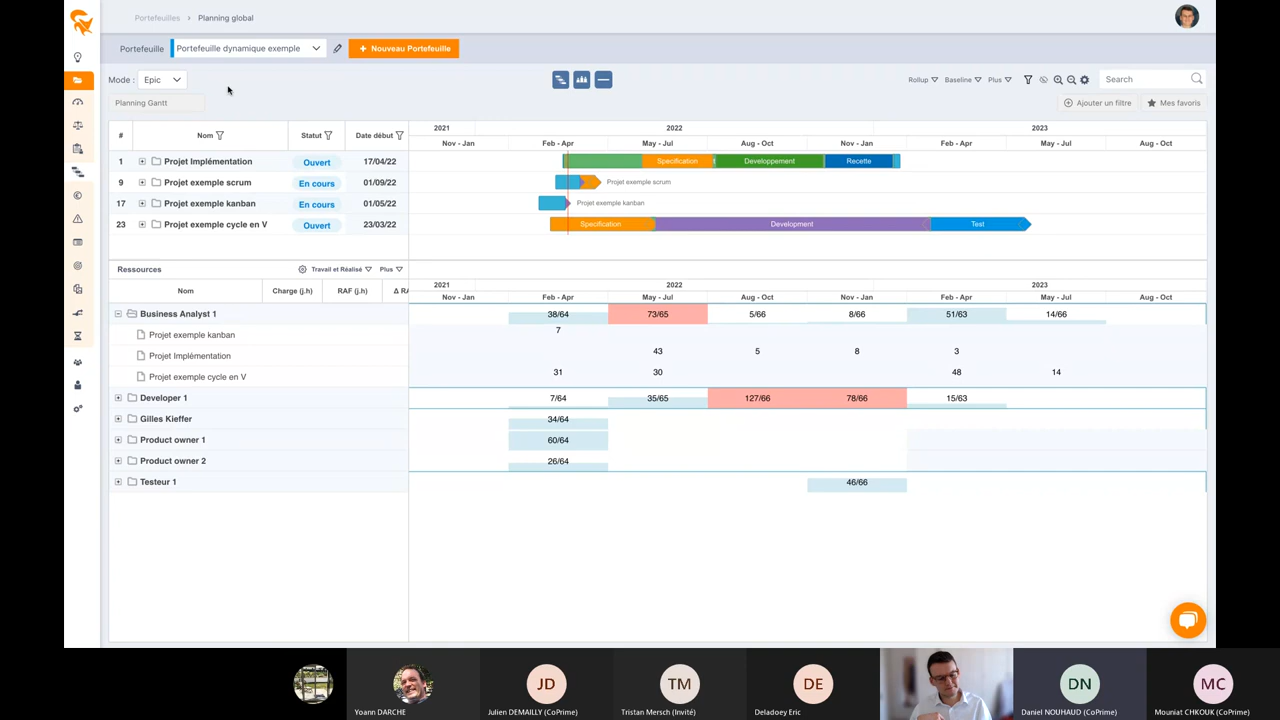 Portefeuilles > Planning global
Portefeuille Portefeuille dynamique exemple + Nouveau Portefeuille
Mode : Epic
Rollup Baseline Plus Search
Planning Gantt
Ajouter un filtre Mes favoris
# Nom Statut Date début
2021 2022 2023
Nov - Jan Feb - Apr May - Jul Aug - Oct Nov - Jan Feb - Apr May - Jul Aug - Oct
1 Projet Implémentation Ouvert 17/04/22 Specification Developpement Recette
9 Projet exemple scrum En cours 01/09/22 Projet exemple scrum
17 Projet exemple kanban En cours 01/05/22 Projet exemple kanban
23 Projet exemple cycle en V Ouvert 23/03/22 Specification Development Test
Ressources Travail et Réalisé Plus
Nom Charge (j.h) RAF (j.h) Δ RA
2021 2022 2023
Nov - Jan Feb - Apr May - Jul Aug - Oct Nov - Jan Feb - Apr May - Jul Aug - Oct
Business Analyst 1 38/64 73/65 5/66 8/66 51/63 14/66
Projet exemple kanban 7
Projet Implémentation 43 5 8 3
Projet exemple cycle en V 31 30 48 14
Developer 1 7/64 35/65 127/66 78/66 15/63
Gilles Kieffer 34/64
Product owner 1 60/64
Product owner 2 26/64
Testeur 1 46/66
JD TM DE DN MC
Yoann DARCHE Julien DEMAILLY (CoPrime) Tristan Mersch (Invité) Deladoey Eric Daniel NOUHAUD (CoPrime) Mouniat CHKOUK (CoPrime)